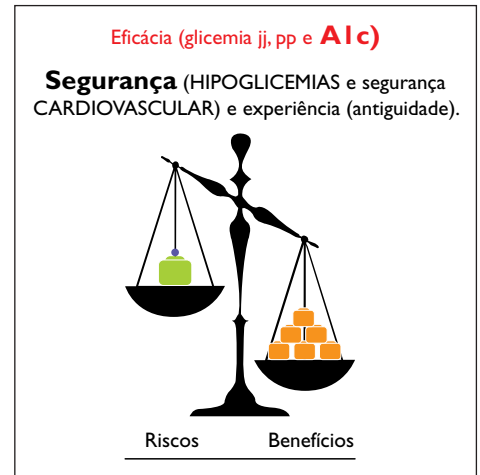 Eficácia (glicemia jj, pp e A1c)
Segurança (HIPOGLICEMIAS e segurança
CARDIOVASCULAR) e experiência (antiguidade).
Riscos Benefícios